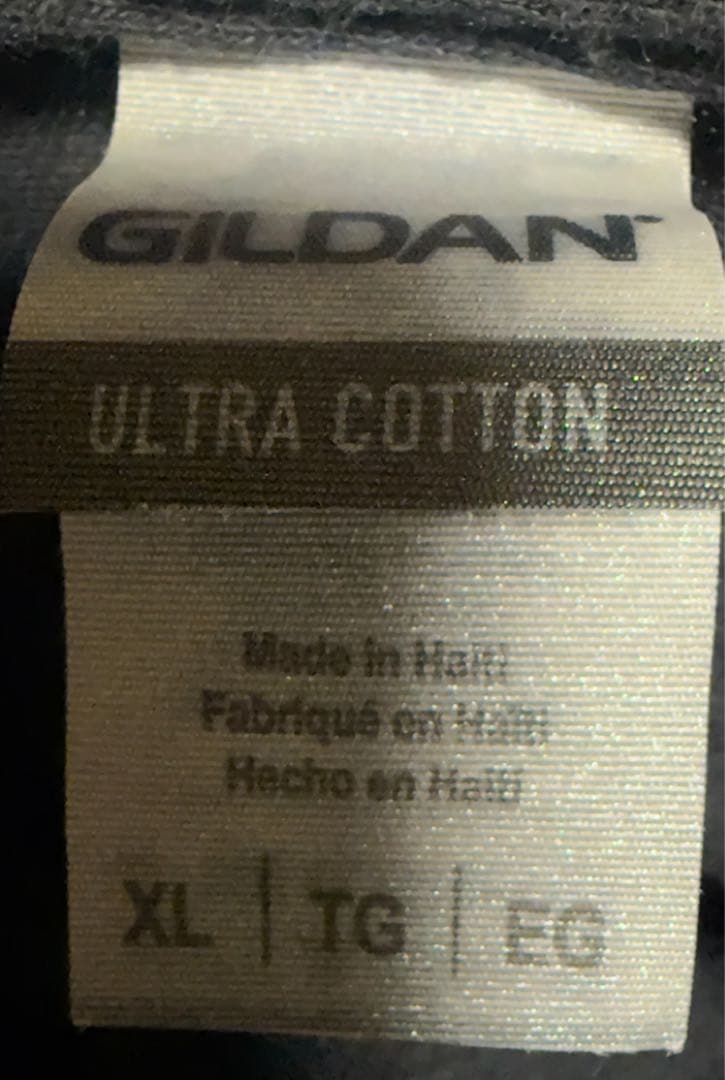 GILDAN
ULTRA COTTON
Made in Haiti
Fabriqué en Haïti
Hecho en Haití
XL | TG | EG